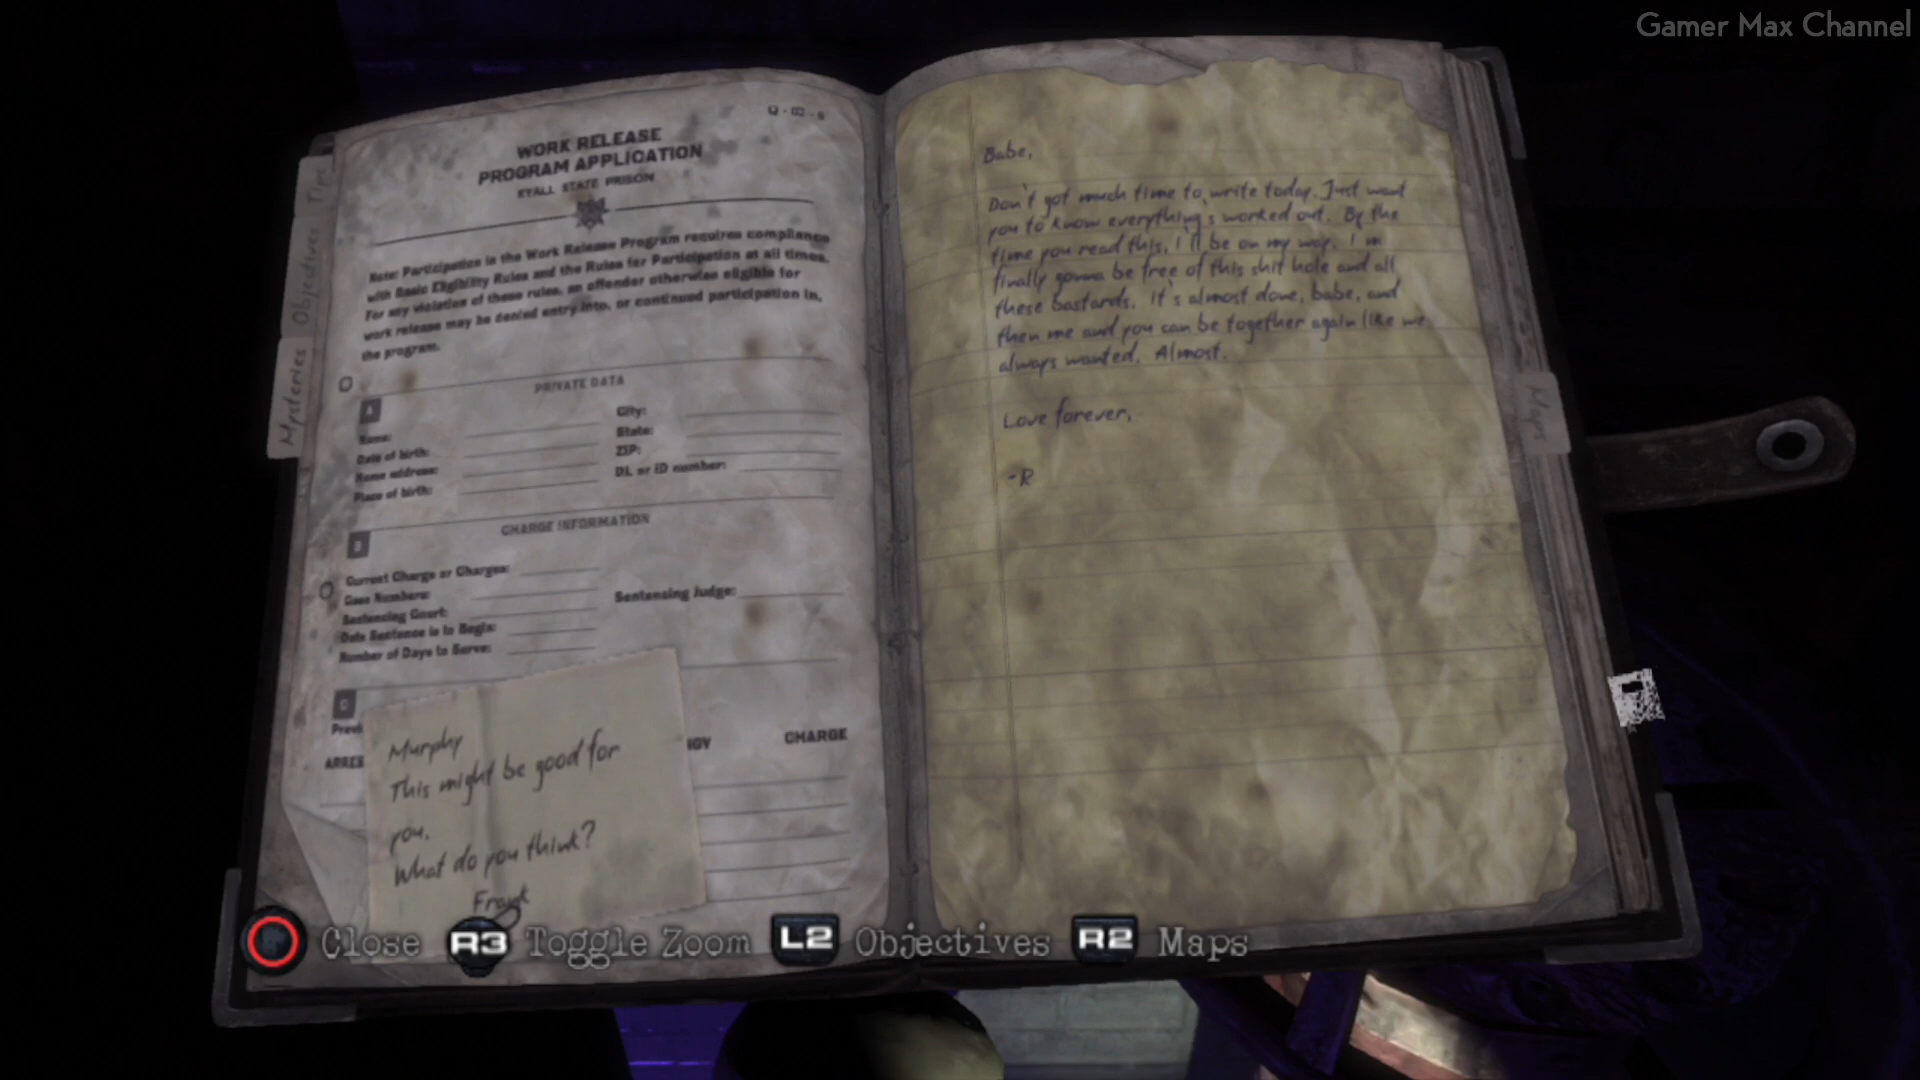 Gamer Max Channel
WORK RELEASE
PROGRAM APPLICATION
RYALL STATE PRISON
Note: Participation in the Work Release Program requires compliance
with Basic Eligibility Rules and the Rules for Participation at all times.
For any violation of these rules, an offender otherwise eligible for
work release may be denied entry into, or continued participation in,
the program.
PRIVATE DATA
A
Name:
Date of birth:
Home address:
Place of birth:
City:
State:
ZIP:
DL or ID number:
CHARGE INFORMATION
B
Current Charge or Charges:
Case Numbers:
Sentencing Court:
Date Sentence is to Begin:
Number of Days to Serve:
Sentencing Judge:
C
Previ
ARRES
NCY
CHARGE
Murphy
This might be good for
you.
What do you think?
Frank
Tips
Objectives
Mysteries
Babe,
Don't got much time to write today. Just want
you to know everything's worked out. By the
time you read this, I'll be on my way. I'm
finally gonna be free of this shit hole and all
these bastards. It's almost done, babe, and
then me and you can be together again like we
always wanted. Almost.
Love forever,
-R
Maps
Close
R3 Toggle Zoom
L2 Objectives
R2 Maps